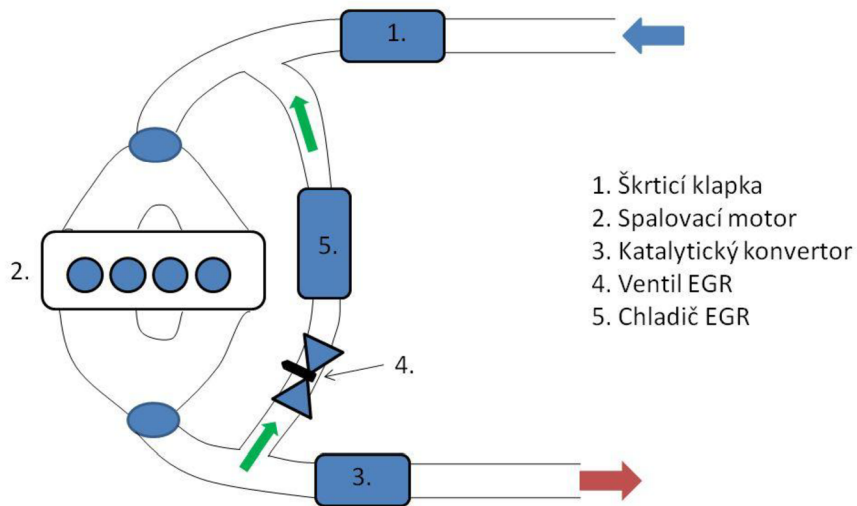 1.
5.
2.
4.
3.
1. Škrticí klapka
2. Spalovací motor
3. Katalytický konvertor
4. Ventil EGR
5. Chladič EGR